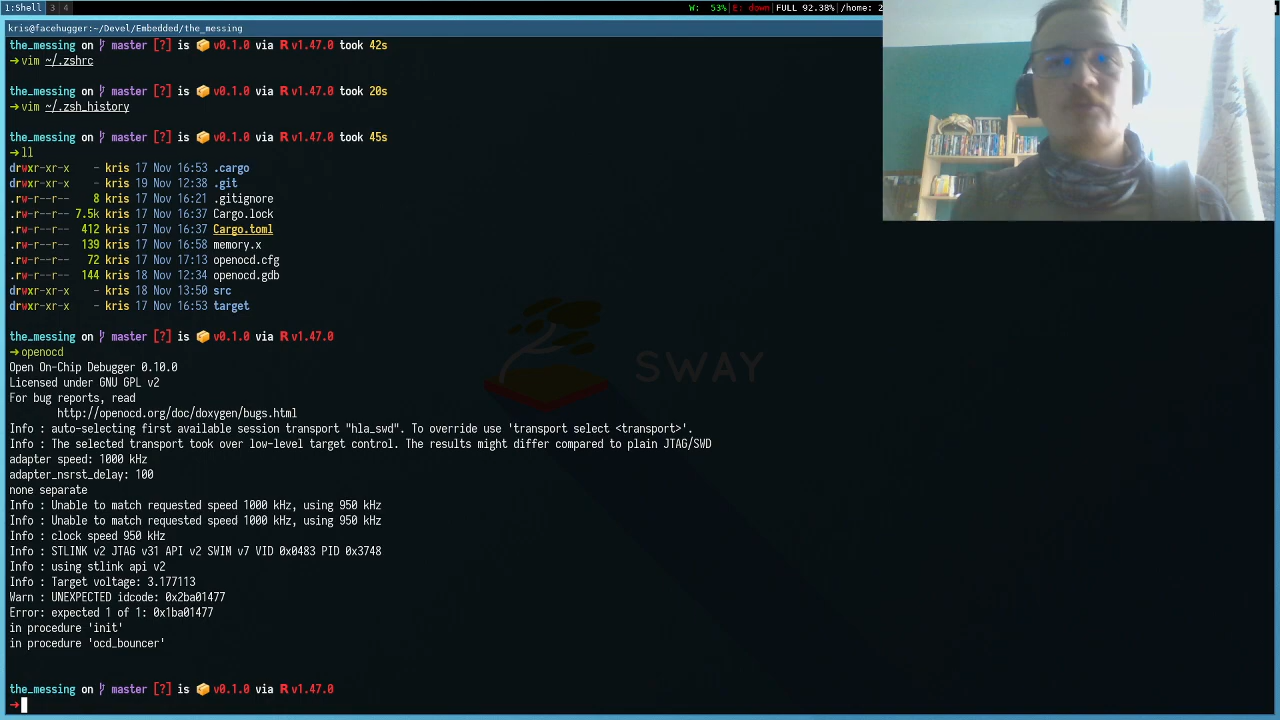 1:Shell 3 4 W: 53%|E: down|FULL 92.38%|/home: 2
kris@facehugger:~/Devel/Embedded/the_messing
the_messing on master [?] is 📦 v0.1.0 via R v1.47.0 took 42s
➜ vim ~/.zshrc
the_messing on master [?] is 📦 v0.1.0 via R v1.47.0 took 20s
➜ vim ~/.zsh_history
the_messing on master [?] is 📦 v0.1.0 via R v1.47.0 took 45s
➜ ll
drwxr-xr-x - kris 17 Nov 16:53 .cargo
drwxr-xr-x - kris 19 Nov 12:38 .git
.rw-r--r-- 8 kris 17 Nov 16:21 .gitignore
.rw-r--r-- 7.5k kris 17 Nov 16:37 Cargo.lock
.rw-r--r-- 412 kris 17 Nov 16:37 Cargo.toml
.rw-r--r-- 139 kris 17 Nov 16:58 memory.x
.rw-r--r-- 72 kris 17 Nov 17:13 openocd.cfg
.rw-r--r-- 144 kris 18 Nov 12:34 openocd.gdb
drwxr-xr-x - kris 18 Nov 13:50 src
drwxr-xr-x - kris 17 Nov 16:53 target
the_messing on master [?] is 📦 v0.1.0 via R v1.47.0
➜ openocd
Open On-Chip Debugger 0.10.0
Licensed under GNU GPL v2
For bug reports, read
http://openocd.org/doc/doxygen/bugs.html
Info : auto-selecting first available session transport "hla_swd". To override use 'transport select <transport>'.
Info : The selected transport took over low-level target control. The results might differ compared to plain JTAG/SWD
adapter speed: 1000 kHz
adapter_nsrst_delay: 100
none separate
Info : Unable to match requested speed 1000 kHz, using 950 kHz
Info : Unable to match requested speed 1000 kHz, using 950 kHz
Info : clock speed 950 kHz
Info : STLINK v2 JTAG v31 API v2 SWIM v7 VID 0x0483 PID 0x3748
Info : using stlink api v2
Info : Target voltage: 3.177113
Warn : UNEXPECTED idcode: 0x2ba01477
Error: expected 1 of 1: 0x1ba01477
in procedure 'init'
in procedure 'ocd_bouncer'
the_messing on master [?] is 📦 v0.1.0 via R v1.47.0
➜
SWAY